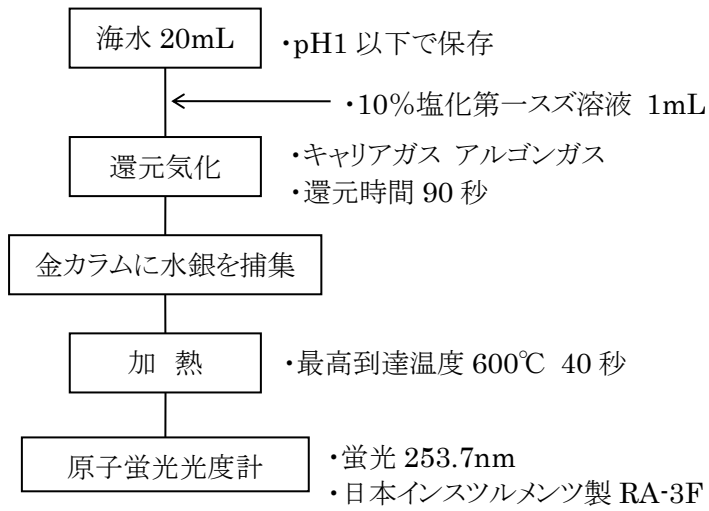 海水 20mL
・pH1 以下で保存
・10%塩化第一スズ溶液 1mL
還元気化
・キャリアガス アルゴンガス
・還元時間 90 秒
金カラムに水銀を捕集
加 熱
・最高到達温度 600℃ 40 秒
原子蛍光光度計
・蛍光 253.7nm
・日本インスツルメンツ製 RA-3F